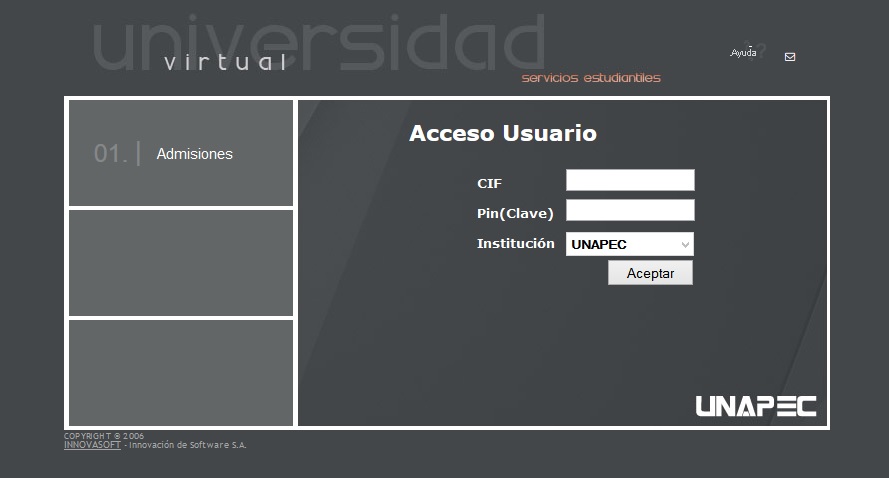 universidad
virtual
Ayuda ?
servicios estudiantiles
01. | Admisiones
Acceso Usuario
CIF
Pin(Clave)
Institución UNAPEC
Aceptar
UNAPEC
COPYRIGHT © 2006
INNOVASOFT - Innovación de Software S.A.